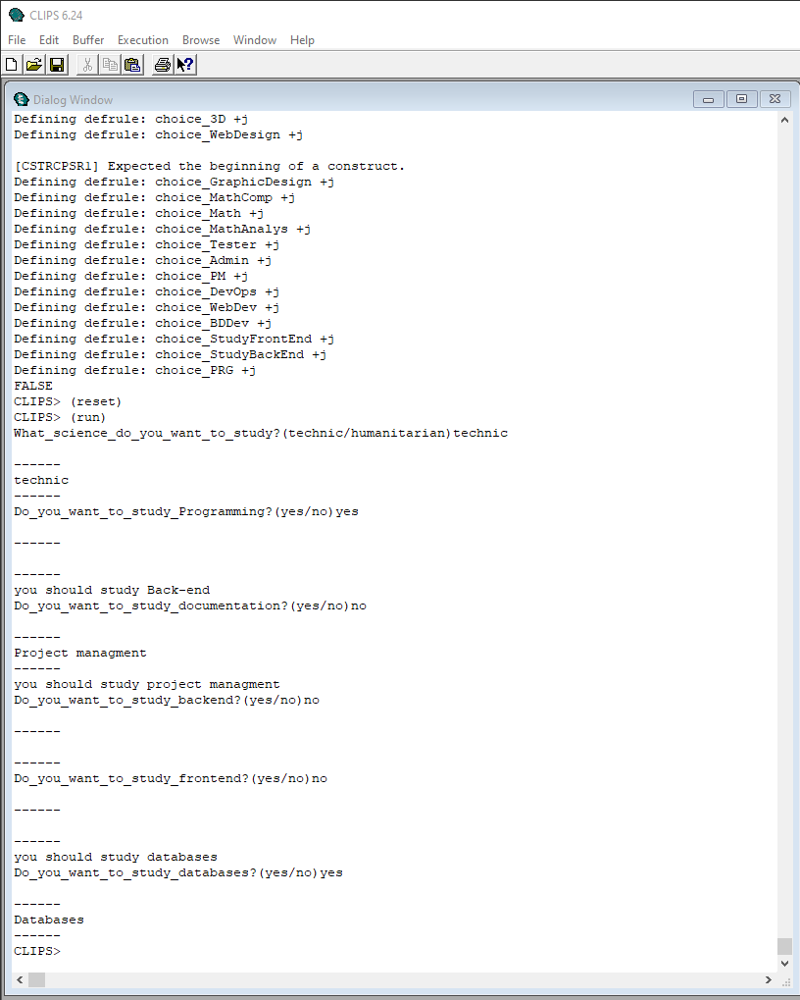 CLIPS 6.24
File Edit Buffer Execution Browse Window Help
Dialog Window
Defining defrule: choice_3D +j
Defining defrule: choice_WebDesign +j
[CSTRCPSR1] Expected the beginning of a construct.
Defining defrule: choice_GraphicDesign +j
Defining defrule: choice_MathComp +j
Defining defrule: choice_Math +j
Defining defrule: choice_MathAnalys +j
Defining defrule: choice_Tester +j
Defining defrule: choice_Admin +j
Defining defrule: choice_PM +j
Defining defrule: choice_DevOps +j
Defining defrule: choice_WebDev +j
Defining defrule: choice_BDDev +j
Defining defrule: choice_StudyFrontEnd +j
Defining defrule: choice_StudyBackEnd +j
Defining defrule: choice_PRG +j
FALSE
CLIPS> (reset)
CLIPS> (run)
What_science_do_you_want_to_study?(technic/humanitarian)technic
------
technic
------
Do_you_want_to_study_Programming?(yes/no)yes
------
------
you should study Back-end
Do_you_want_to_study_documentation?(yes/no)no
------
Project managment
------
you should study project managment
Do_you_want_to_study_backend?(yes/no)no
------
------
Do_you_want_to_study_frontend?(yes/no)no
------
------
you should study databases
Do_you_want_to_study_databases?(yes/no)yes
------
Databases
------
CLIPS>